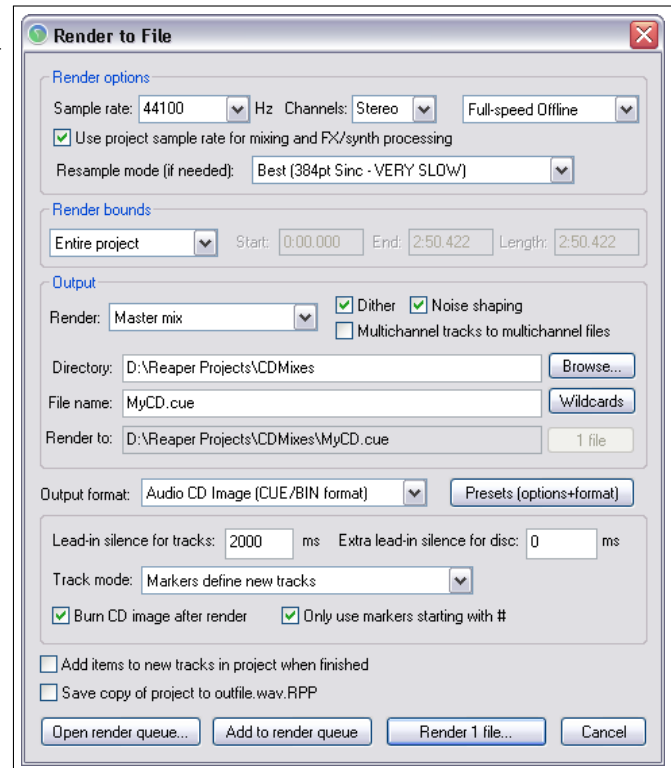 Render to File
Render options
Sample rate: 44100 Hz Channels: Stereo Full-speed Offline
Use project sample rate for mixing and FX/synth processing
Resample mode (if needed): Best (384pt Sinc - VERY SLOW)
Render bounds
Entire project Start: 0:00.000 End: 2:50.422 Length: 2:50.422
Output
Render: Master mix Dither Noise shaping
Multichannel tracks to multichannel files
Directory: D:\Reaper Projects\CDMixes Browse...
File name: MyCD.cue Wildcards
Render to: D:\Reaper Projects\CDMixes\MyCD.cue 1 file
Output format: Audio CD Image (CUE/BIN format) Presets (options+format)
Lead-in silence for tracks: 2000 ms Extra lead-in silence for disc: 0 ms
Track mode: Markers define new tracks
Burn CD image after render Only use markers starting with #
Add items to new tracks in project when finished
Save copy of project to outfile.wav.RPP
Open render queue... Add to render queue Render 1 file... Cancel